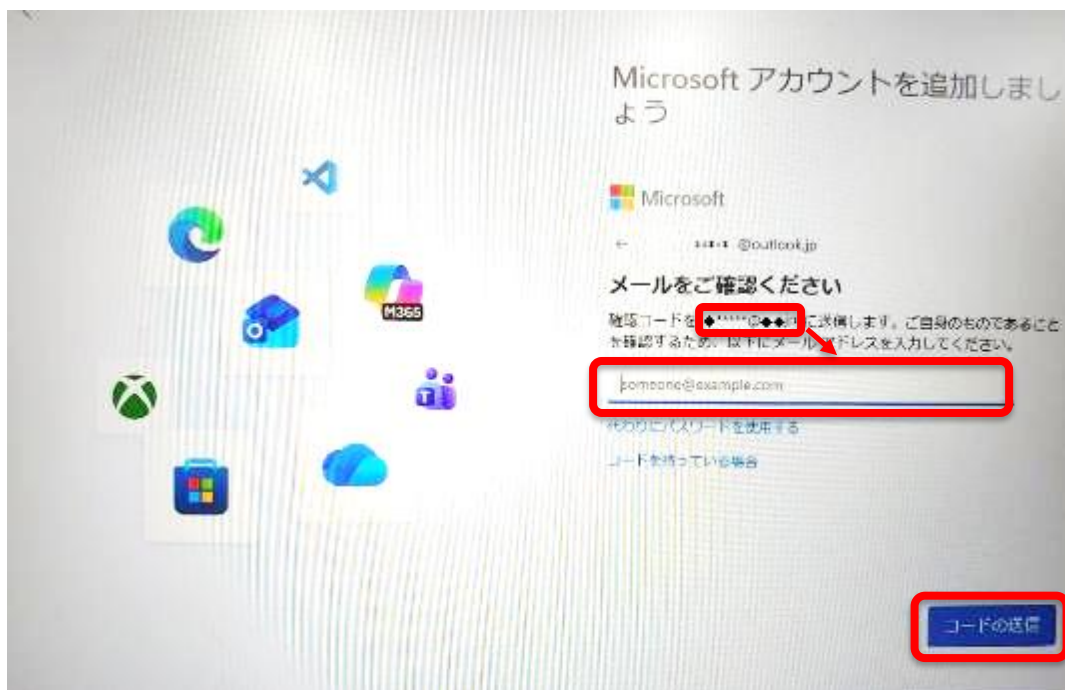 Microsoft アカウントを追加しまし
ょう
Microsoft
← @outlook.jp
メールをご確認ください
確認コードを ◆*****@◆◆ に送信します。ご自身のものであること
を確認するため、以下にメール アドレスを入力してください。
someone@example.com
代わりにパスワードを使用する
コードを持っている場合
M365
T
コードの送信